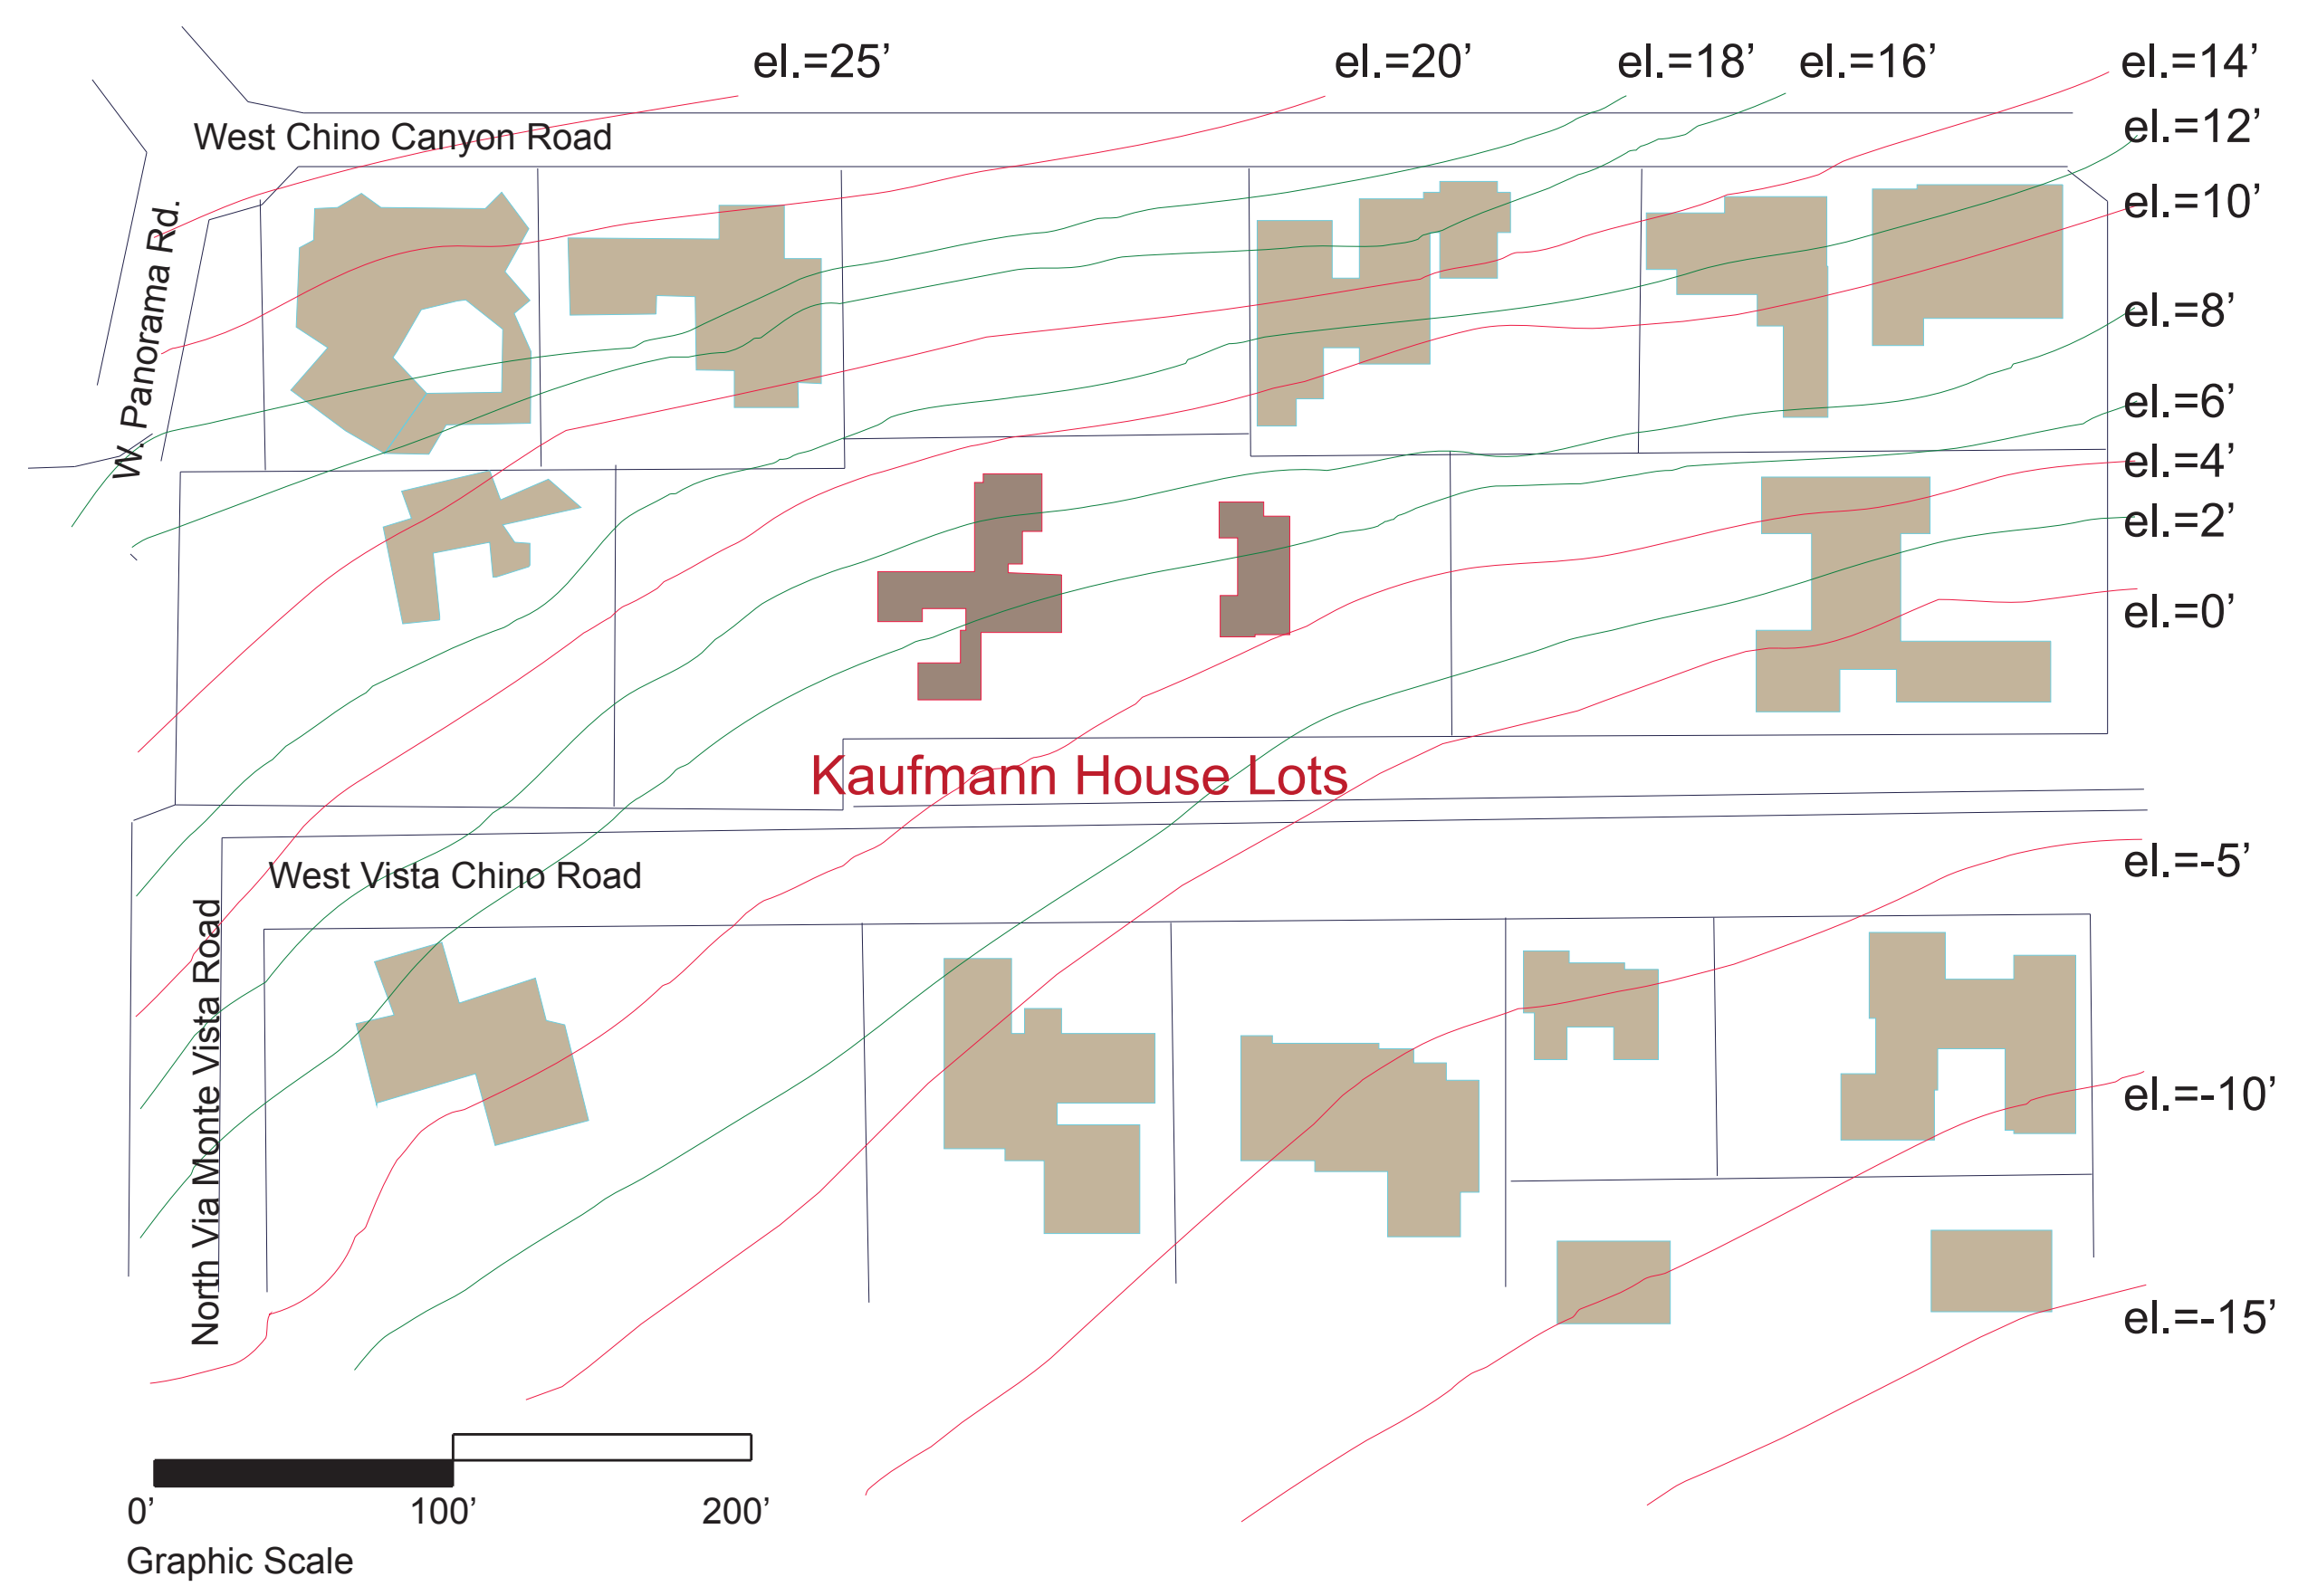 el.=25’
el.=20’
el.=18’
el.=16’
el.=14’
West Chino Canyon Road
el.=12’
el.=10’
W. Panorama Rd.
el.=8’
el.=6’
el.=4’
el.=2’
el.=0’
Kaufmann House Lots
West Vista Chino Road
el.=-5’
North Via Monte Vista Road
el.=-10’
el.=-15’
0’
100’
200’
Graphic Scale